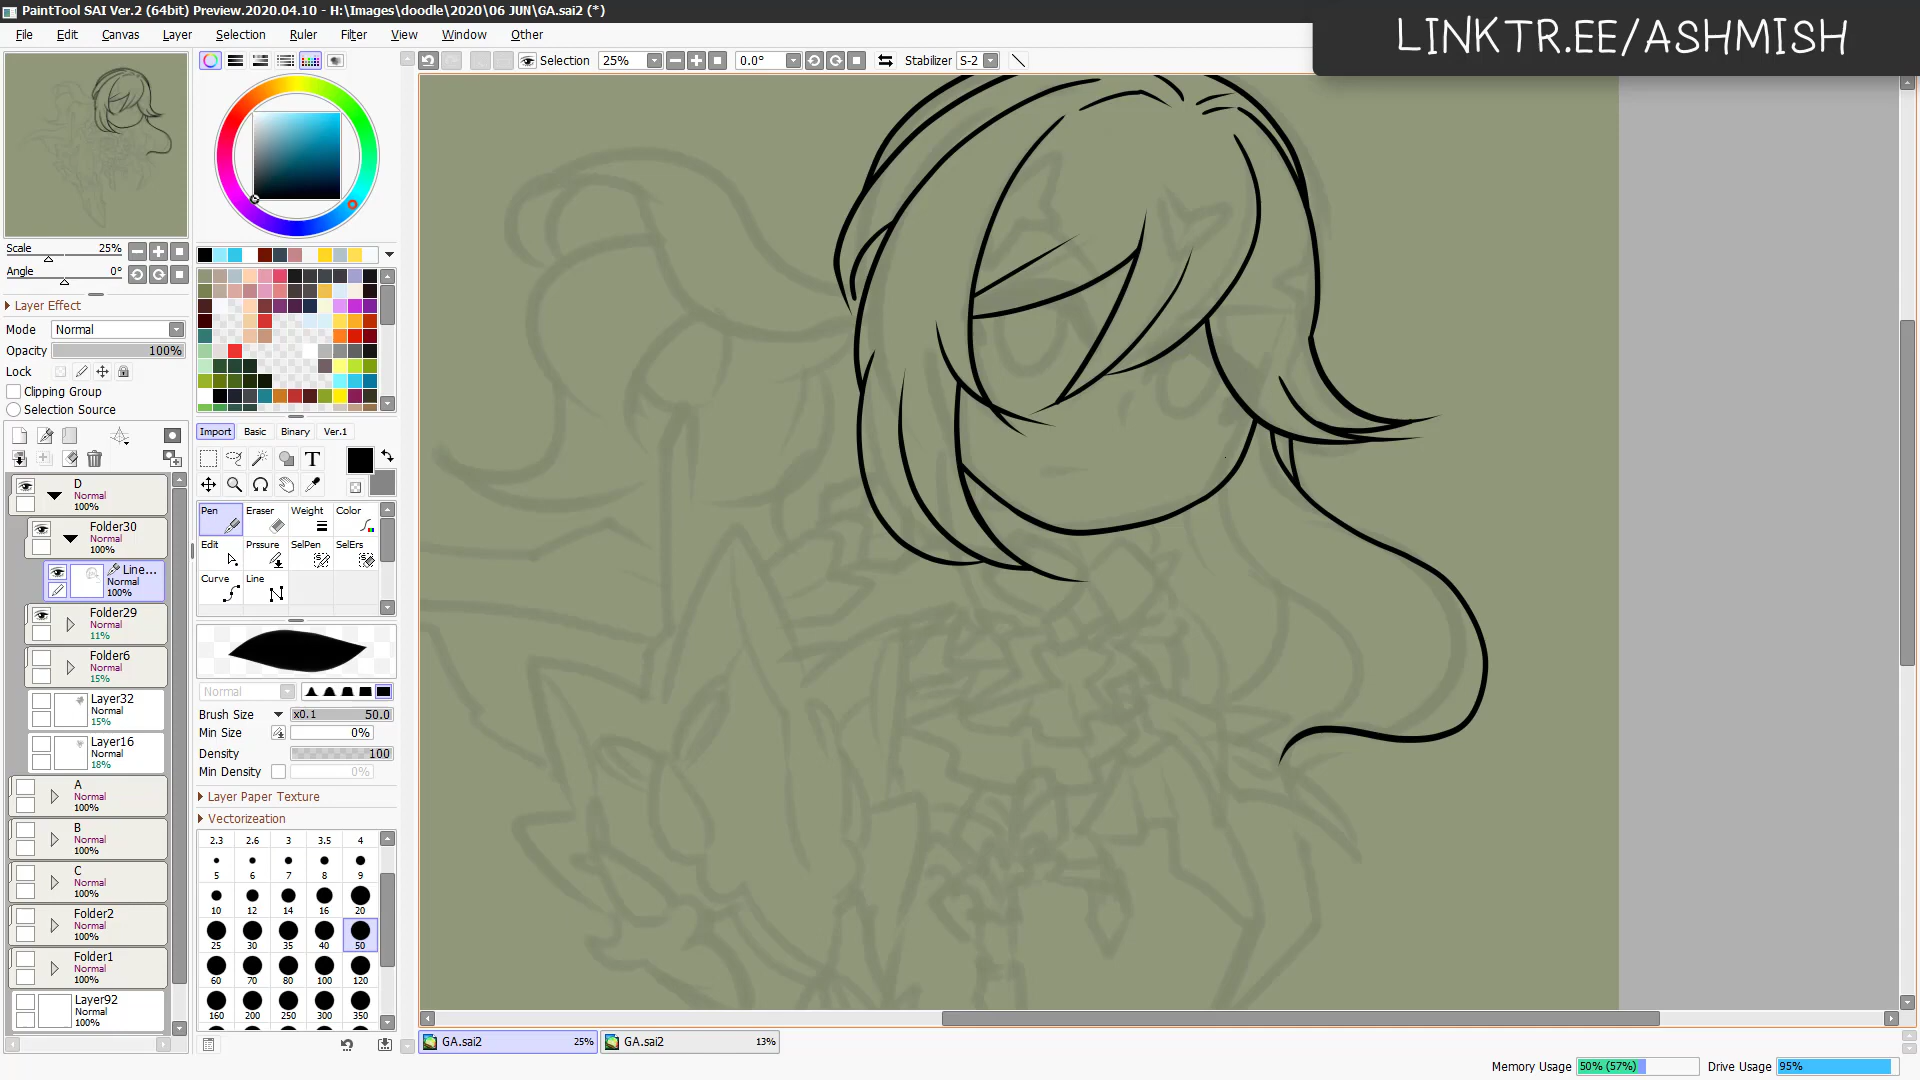 PaintTool SAI Ver.2 (64bit) Preview.2020.04.10 - H:\Images\doodle\2020\06 JUN\GA.sai2 (*)
LINKTR.EE/ASHMISH
File Edit Canvas Layer Selection Ruler Filter View Window Other
Selection 25% 0.0° Stabilizer S-2
Scale 25%
Angle 0°
Layer Effect
Mode Normal
Opacity 100%
Lock
Clipping Group
Selection Source
D
Normal
100%
Folder30
Normal
100%
Line...
Normal
100%
Folder29
Normal
11%
Folder6
Normal
15%
Layer32
Normal
15%
Layer16
Normal
18%
A
Normal
100%
B
Normal
100%
C
Normal
100%
Folder2
Normal
100%
Folder1
Normal
100%
Layer92
Normal
100%
Import Basic Binary Ver.1
T
Pen Eraser Weight Color
Edit Prssure SelPen SelErs
Curve Line
Normal
Brush Size x0.1 50.0
Min Size 0%
Density 100
Min Density 0%
Layer Paper Texture
Vectorizeation
2.3 2.6 3 3.5 4
5 6 7 8 9
10 12 14 16 20
25 30 35 40 50
60 70 80 100 120
160 200 250 300 350
GA.sai2 25% GA.sai2 13%
Memory Usage 50% (57%) Drive Usage 95%